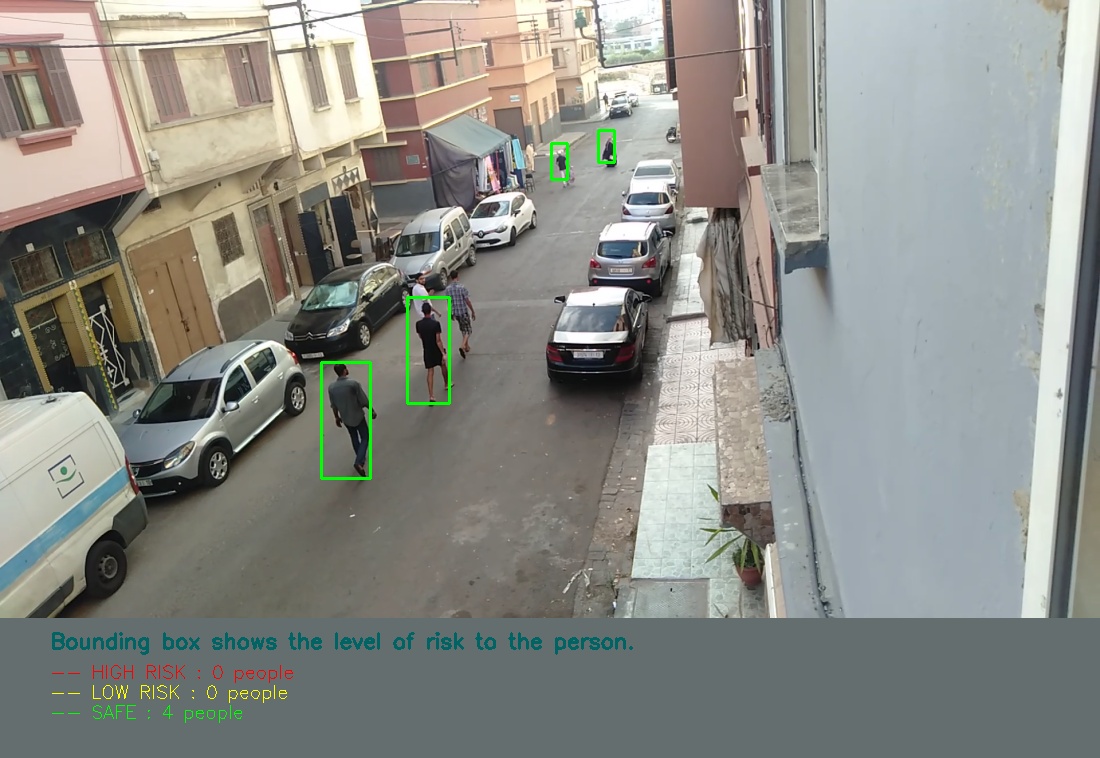 Bounding box shows the level of risk to the person.
—— HIGH RISK : 0 people
—— LOW RISK : 0 people
—— SAFE : 4 people